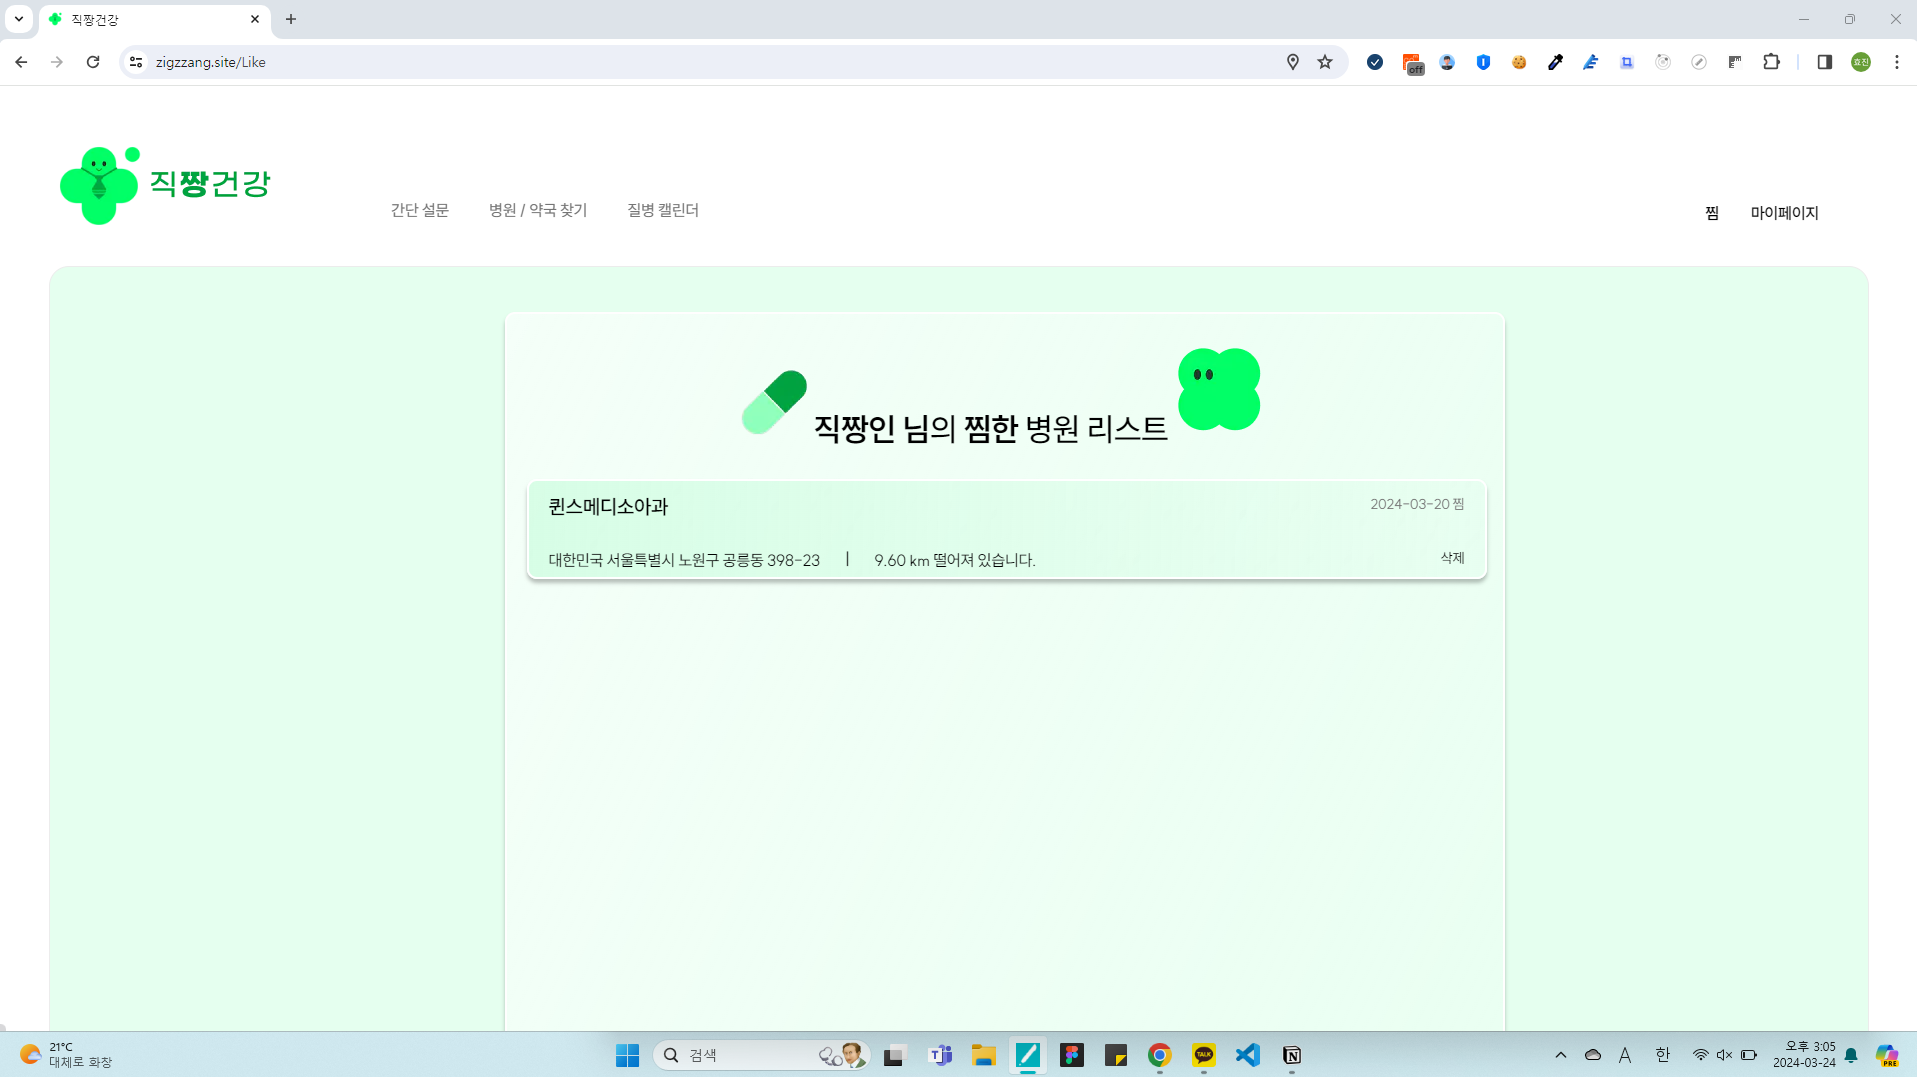 직짱건강
zigzzang.site/Like
off
효진
직짱건강
간단 설문
병원 / 약국 찾기
질병 캘린더
찜
마이페이지
직짱인 님의 찜한 병원 리스트
퀸스메디소아과
2024-03-20 찜
대한민국 서울특별시 노원구 공릉동 398-23 | 9.60 km 떨어져 있습니다.
삭제
21°C
대체로 화창
검색
TALK
A
한
오후 3:05
2024-03-24
PRE